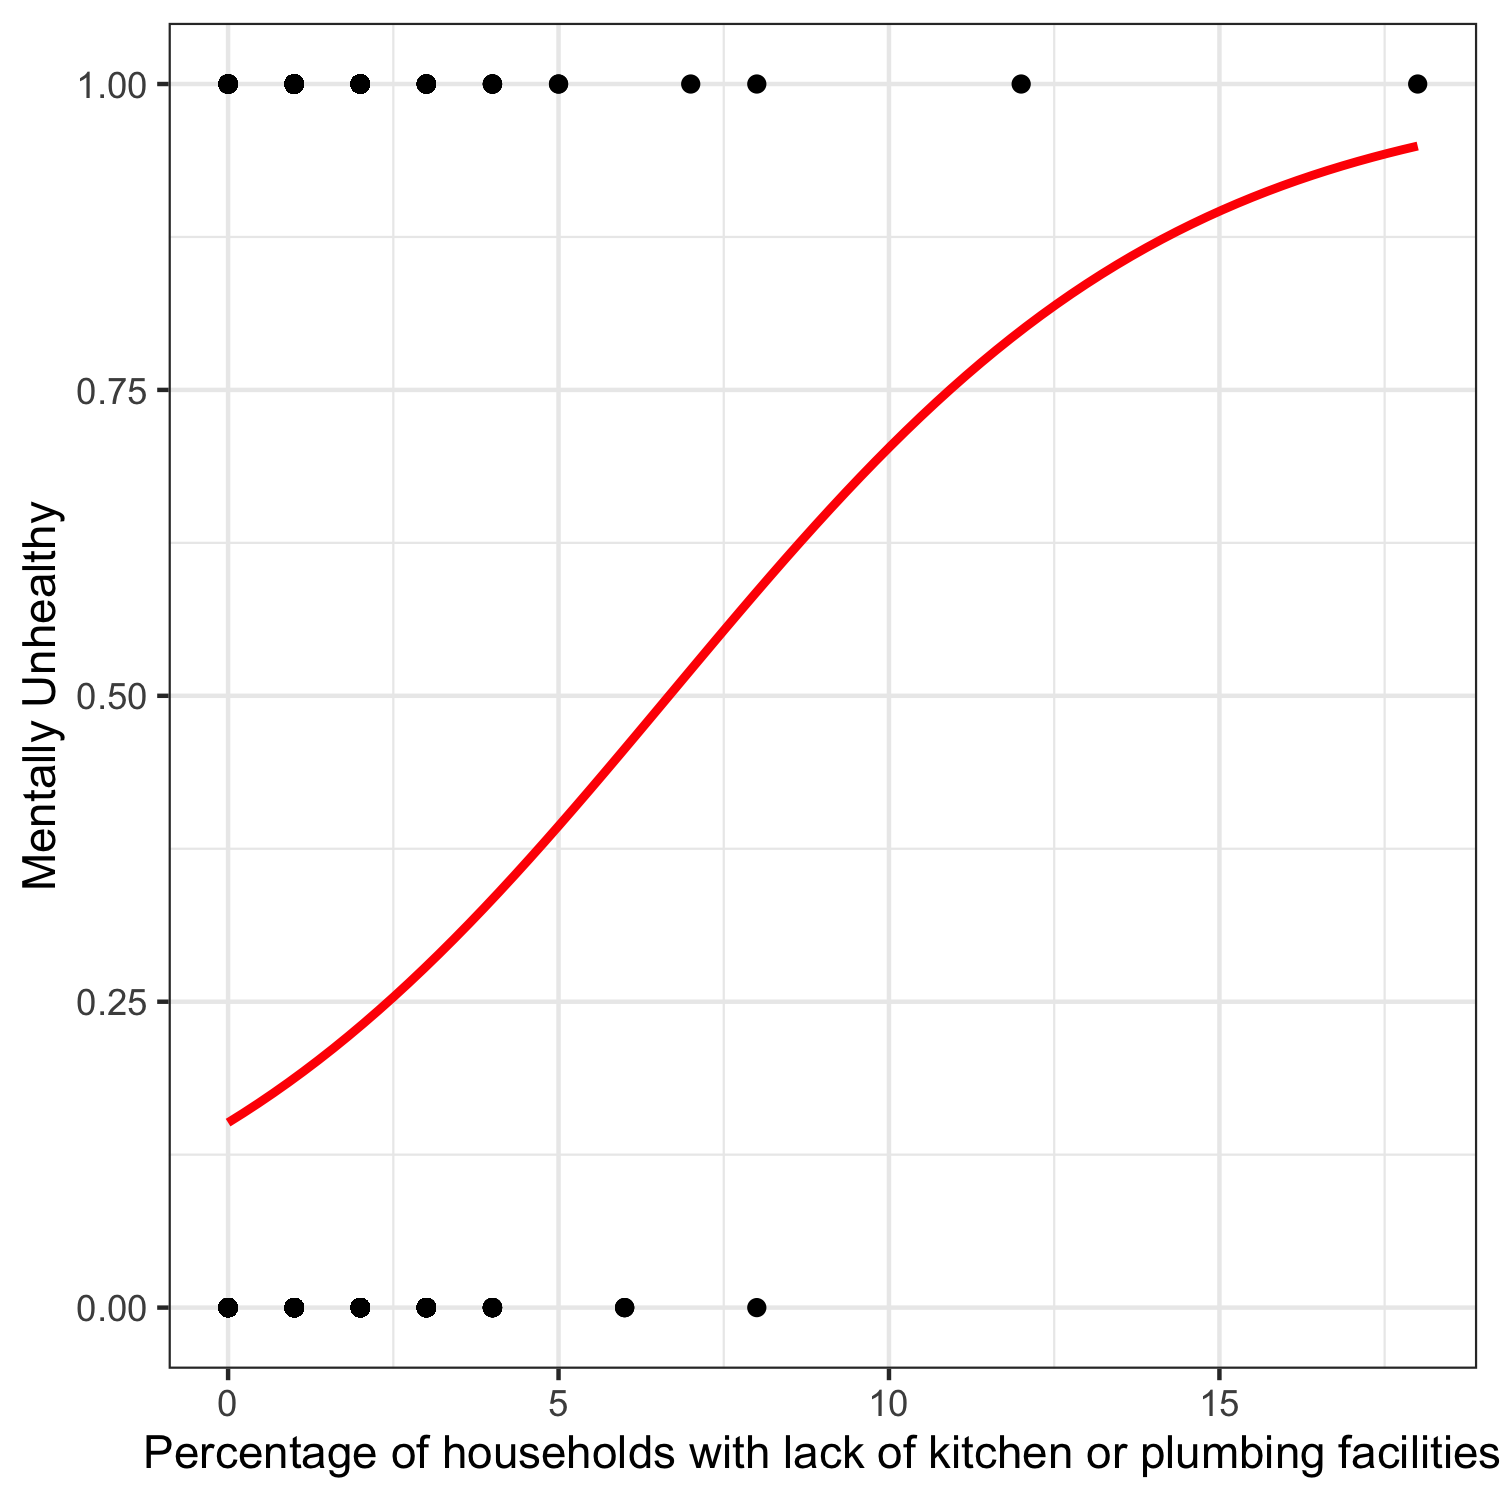 1.00
0.75
0.50
0.25
0.00
Mentally Unhealthy
0 5 10 15
Percentage of households with lack of kitchen or plumbing facilities